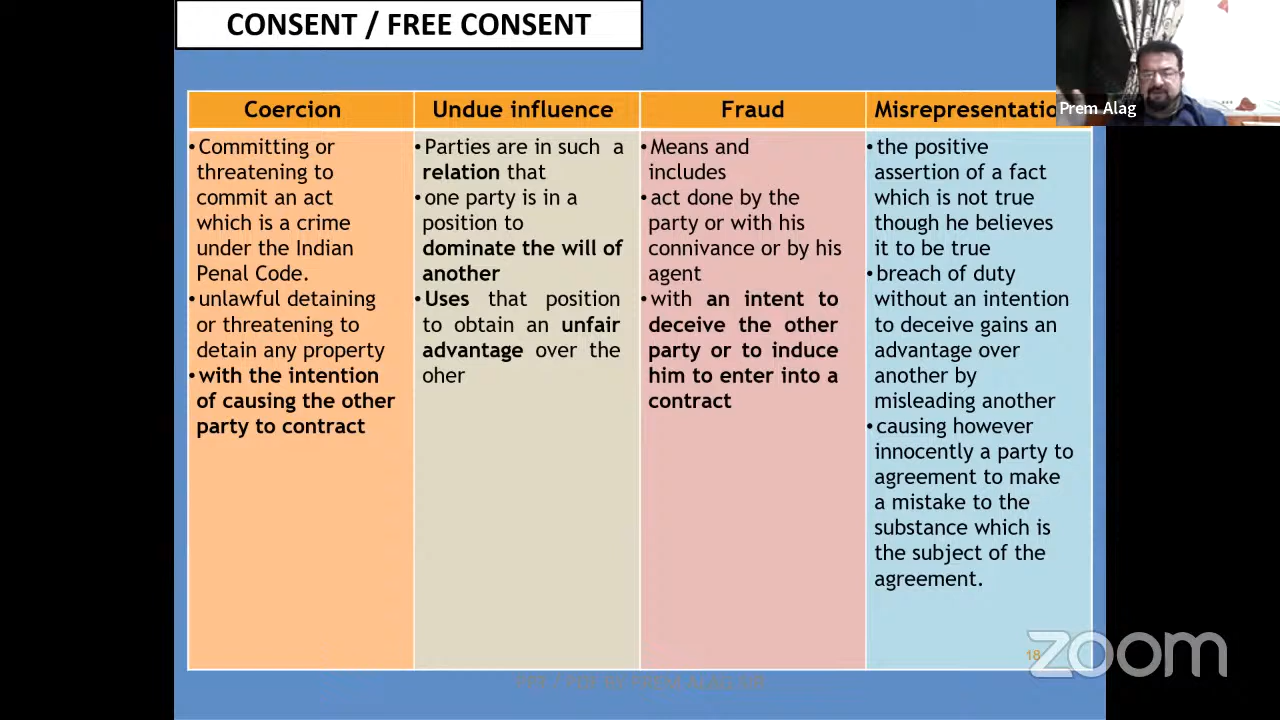 CONSENT / FREE CONSENT
Prem Alag
Coercion
•Committing or
threatening to
commit an act
which is a crime
under the Indian
Penal Code.
•unlawful detaining
or threatening to
detain any property
•with the intention
of causing the other
party to contract
Undue influence
•Parties are in such a
relation that
•one party is in a
position to
dominate the will of
another
•Uses that position
to obtain an unfair
advantage over the
oher
Fraud
•Means and
includes
•act done by the
party or with his
connivance or by his
agent
•with an intent to
deceive the other
party or to induce
him to enter into a
contract
Misrepresentatio
•the positive
assertion of a fact
which is not true
though he believes
it to be true
•breach of duty
without an intention
to deceive gains an
advantage over
another by
misleading another
•causing however
innocently a party to
agreement to make
a mistake to the
substance which is
the subject of the
agreement.
18
zoom
BY PREM ALAG